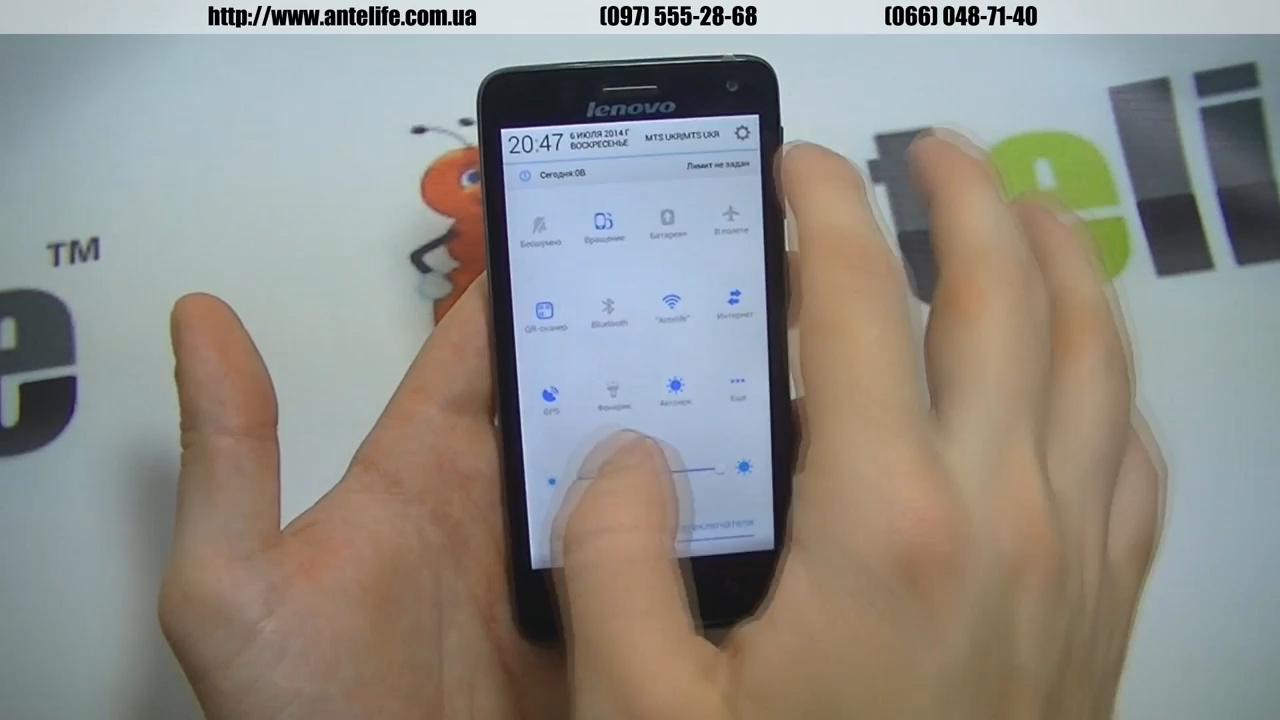 http://www.antelife.com.ua (097) 555-28-68 (066) 048-71-40
lenovo
20:47 6 ИЮЛЯ 2014 Г. ВОСКРЕСЕНЬЕ MTS UKR|MTS UKR
Сегодня:0B Лимит не задан
Бесшумно Вращение Батарея+ В полете
QR-сканер Bluetooth "Antelife" Интернет
GPS Фонарик Автоярк. Еще
TM
e
teli